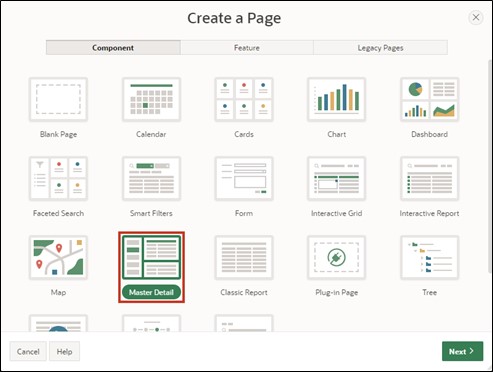 Create a Page
Component Feature Legacy Pages
Blank Page Calendar Cards Chart Dashboard
Faceted Search Smart Filters Form Interactive Grid Interactive Report
Map Master Detail Classic Report Plug-in Page Tree
Cancel Help Next